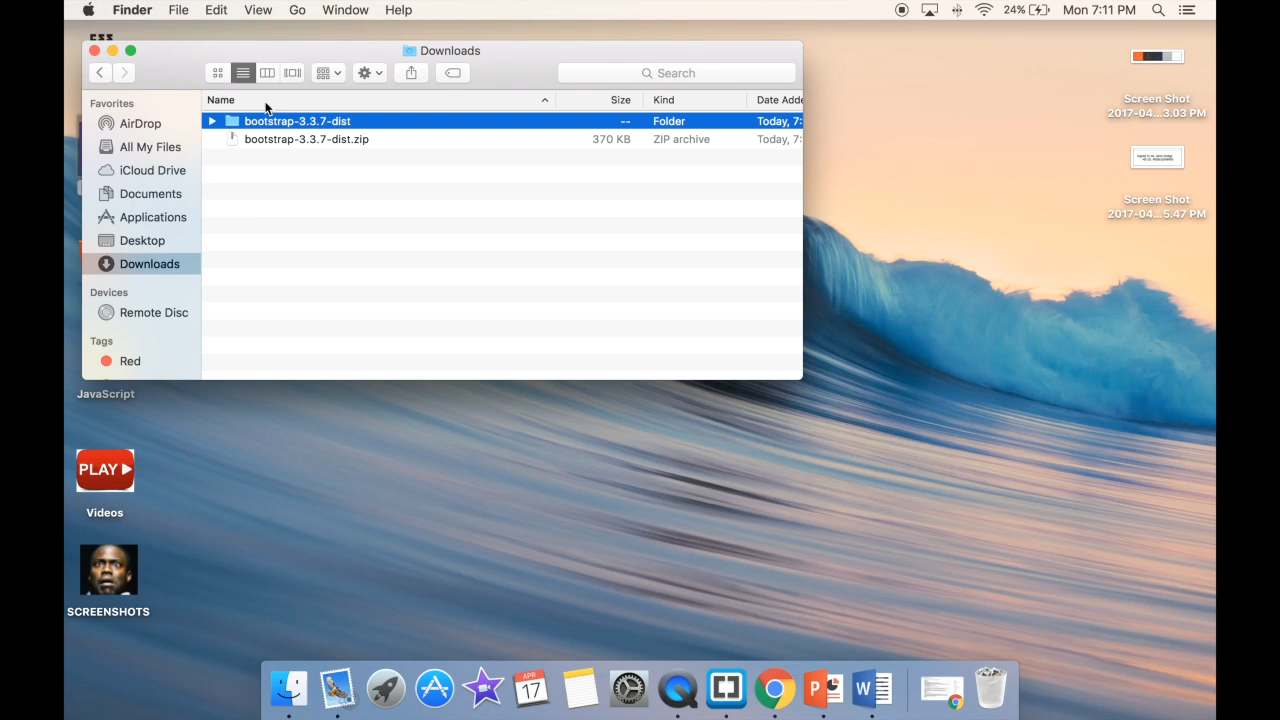 Finder File Edit View Go Window Help 24% Mon 7:11 PM
Downloads
Search
Favorites
AirDrop
All My Files
iCloud Drive
Documents
Applications
Desktop
Downloads
Devices
Remote Disc
Tags
Red
Name Size Kind Date Adde
bootstrap-3.3.7-dist -- Folder Today, 7:
bootstrap-3.3.7-dist.zip 370 KB ZIP archive Today, 7:
Screen Shot
2017-04...3.03 PM
Screen Shot
2017-04...5.47 PM
JavaScript
PLAY
Videos
SCREENSHOTS
APR
17
P
W